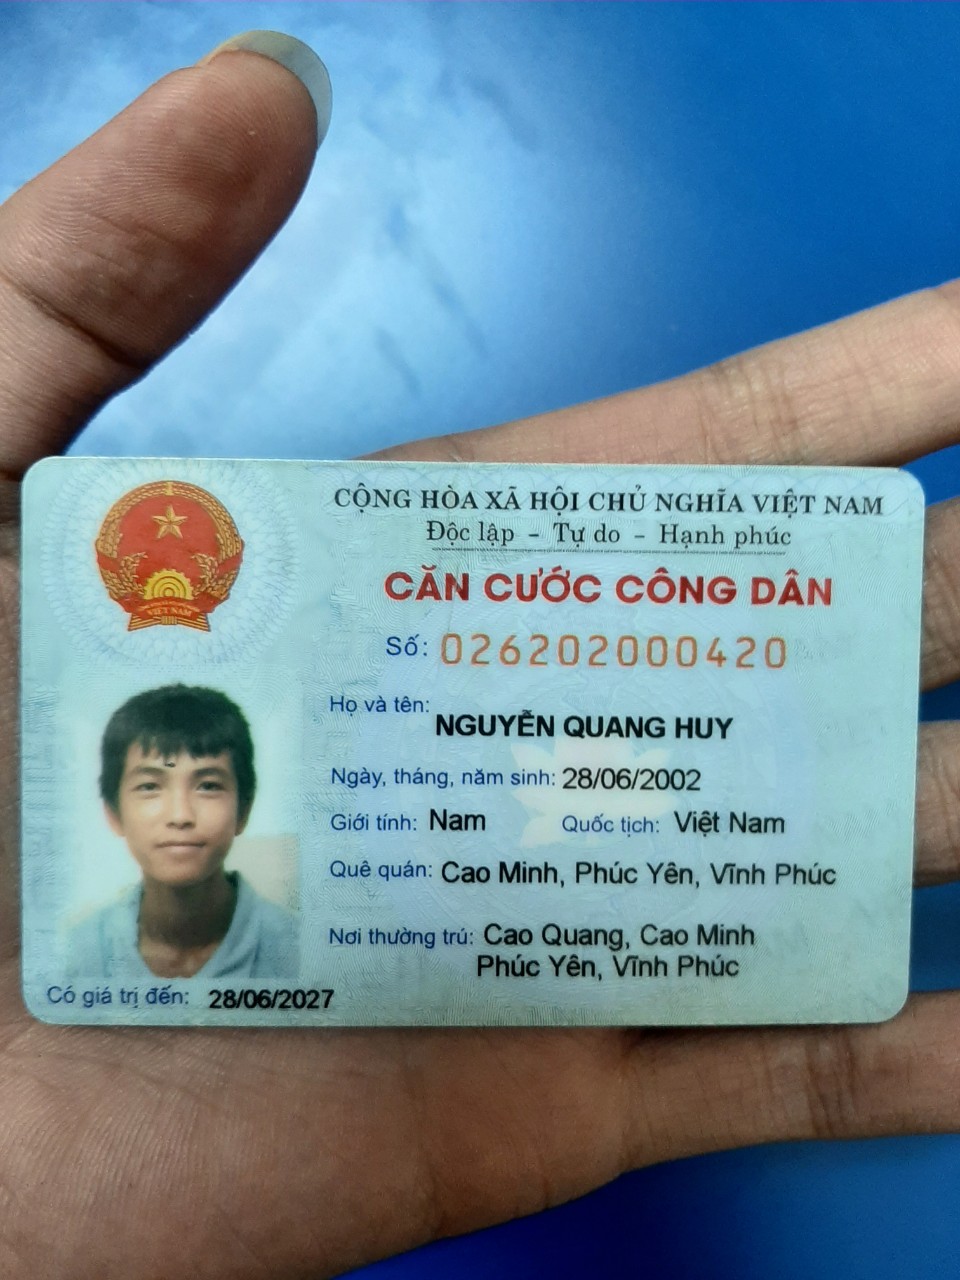 CỘNG HÒA XÃ HỘI CHỦ NGHĨA VIỆT NAM
Độc lập - Tự do - Hạnh phúc
CĂN CƯỚC CÔNG DÂN
Số: 026202000420
Họ và tên: NGUYỄN QUANG HUY
Ngày, tháng, năm sinh: 28/06/2002
Giới tính: Nam Quốc tịch: Việt Nam
Quê quán: Cao Minh, Phúc Yên, Vĩnh Phúc
Nơi thường trú: Cao Quang, Cao Minh
Phúc Yên, Vĩnh Phúc
Có giá trị đến: 28/06/2027
VIỆT NAM